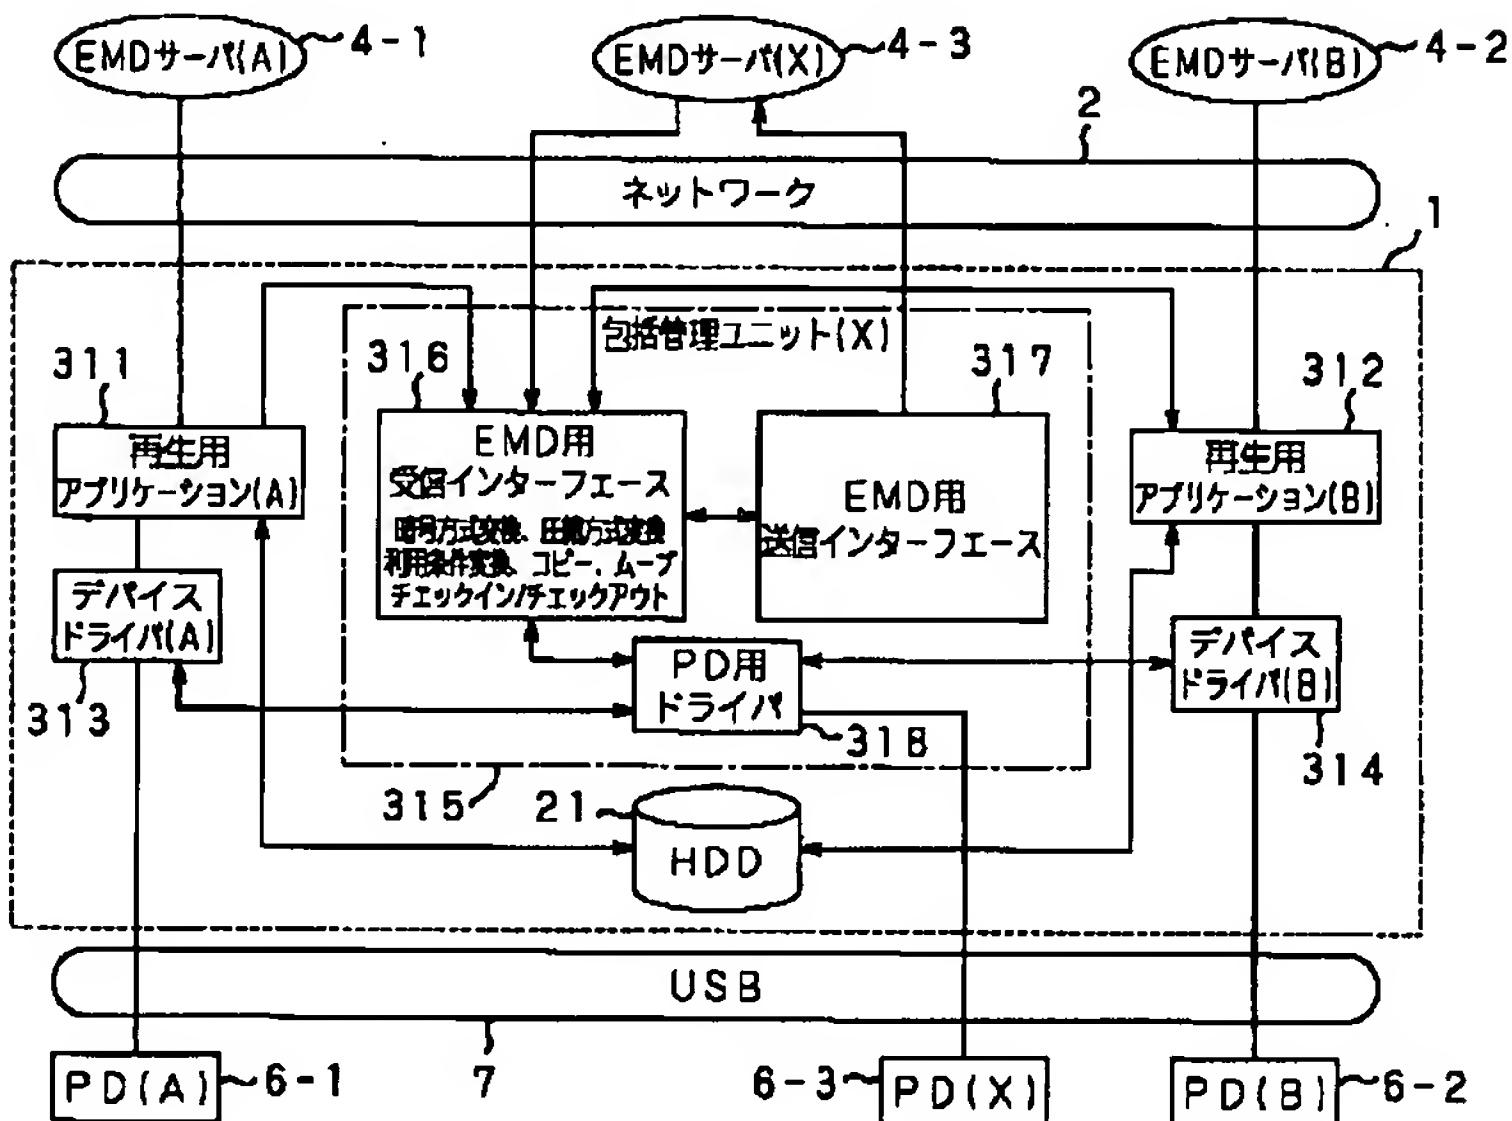 EMDサーバ(A)
4-1
EMDサーバ(X)
4-3
EMDサーバ(B)
4-2
2
ネットワーク
1
包括管理ユニット(X)
311
316
317
312
再生用
アプリケーション(A)
EMD用
受信インターフェース
暗号方式変換、圧縮方式変換
利用条件変換、コピー、ムーブ
チェックイン/チェックアウト
EMD用
送信インターフェース
再生用
アプリケーション(B)
デバイス
ドライバ(A)
313
PD用
ドライバ
318
デバイス
ドライバ(B)
314
315
21
HDD
USB
7
PD(A)
6-1
6-3
PD(X)
PD(B)
6-2